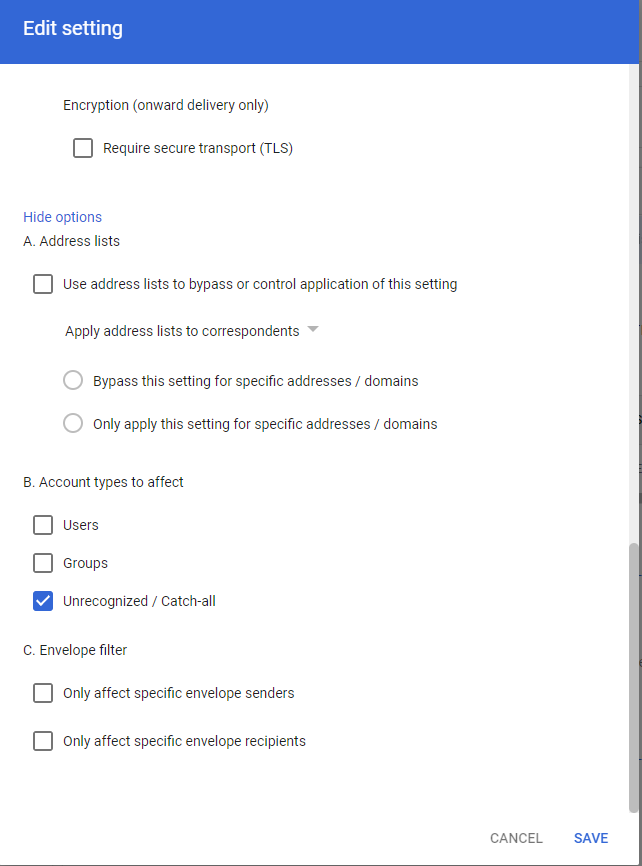 Edit setting
Encryption (onward delivery only)
Require secure transport (TLS)
Hide options
A. Address lists
Use address lists to bypass or control application of this setting
Apply address lists to correspondents
Bypass this setting for specific addresses / domains
Only apply this setting for specific addresses / domains
B. Account types to affect
Users
Groups
Unrecognized / Catch-all
C. Envelope filter
Only affect specific envelope senders
Only affect specific envelope recipients
CANCEL SAVE